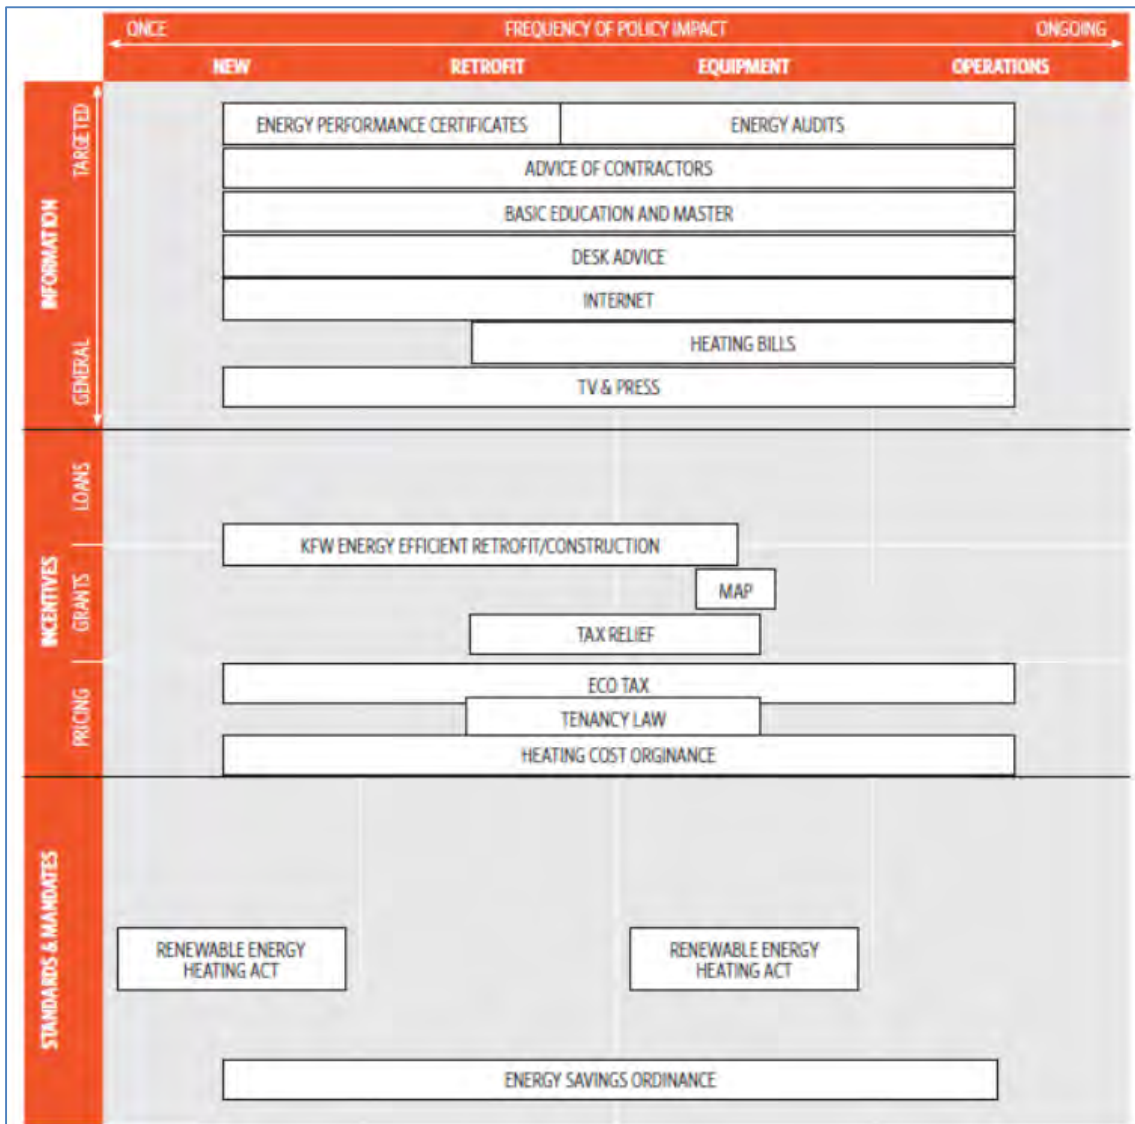 ONCE FREQUENCY OF POLICY IMPACT ONGOING
NEW RETROFIT EQUIPMENT OPERATIONS
INFORMATION
TARGETED
GENERAL
ENERGY PERFORMANCE CERTIFICATES ENERGY AUDITS
ADVICE OF CONTRACTORS
BASIC EDUCATION AND MASTER
DESK ADVICE
INTERNET
HEATING BILLS
TV & PRESS
INCENTIVES
LOANS
GRANTS
PRICING
KFW ENERGY EFFICIENT RETROFIT/CONSTRUCTION
MAP
TAX RELIEF
ECO TAX
TENANCY LAW
HEATING COST ORGINANCE
STANDARDS & MANDATES
RENEWABLE ENERGY
HEATING ACT
RENEWABLE ENERGY
HEATING ACT
ENERGY SAVINGS ORDINANCE